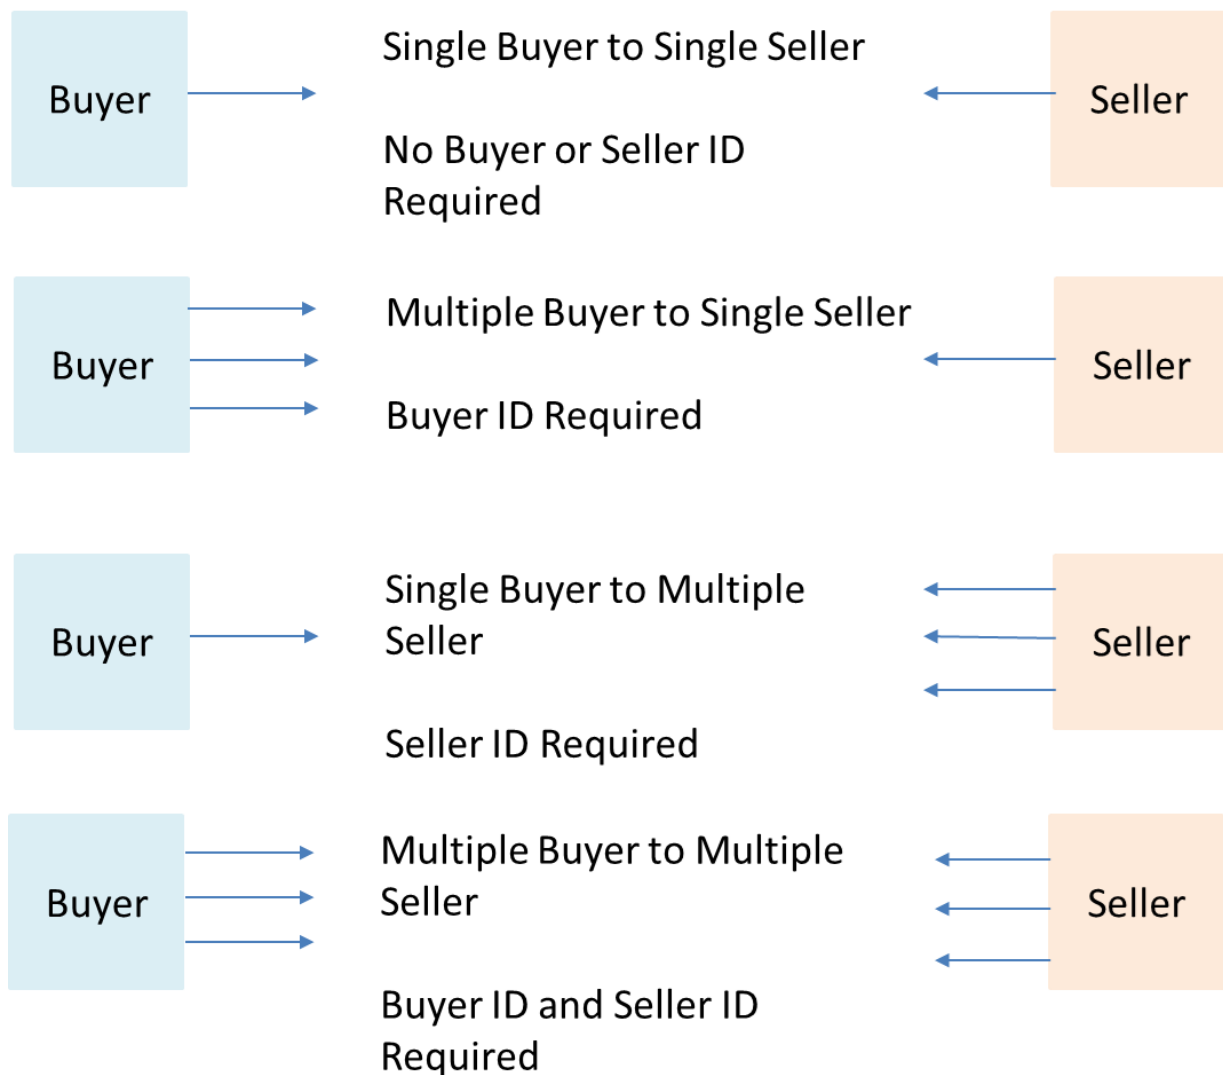 Buyer
Single Buyer to Single Seller
No Buyer or Seller ID
Required
Seller
Buyer
Multiple Buyer to Single Seller
Buyer ID Required
Seller
Buyer
Single Buyer to Multiple
Seller
Seller ID Required
Seller
Buyer
Multiple Buyer to Multiple
Seller
Buyer ID and Seller ID
Required
Seller